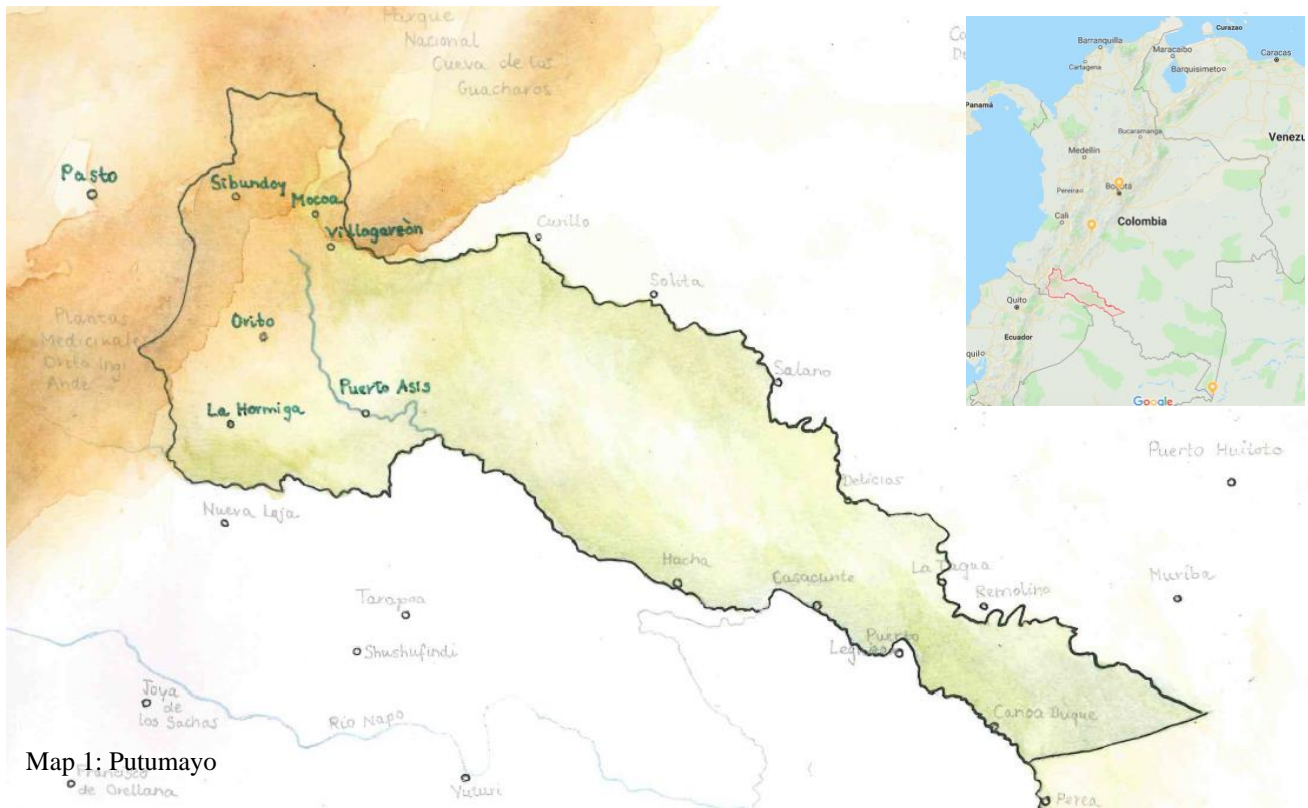 Parque
Nacional
Cueva de los
Guacharos
Pasto
Sibundoy
Mocoa
Villagarzòn
Curillo
Solita
Plantas
Medicinale
Orito Ingi
Ande
Orito
Puerto Asis
La Hormiga
Salano
Nueva Loja
Delicias
Puerto Huitoto
Hacha
Casacunte
La Tagua
Remolino
Muriba
Tarapoa
Shushufindi
Puerto
Joya
de
los Sachas
Rio Napo
Canoa Duque
Map 1: Putumayo
Francisco
de Orellana
Yuturi
Perea
Curazao
Barranquilla
Maracaibo
Caracas
Cartagena
Barquisimeto
Panamá
Bucaramanga
Venezu
Medellín
Pereira
Bogotá
Cali
Colombia
Quito
Ecuador
quil
Google